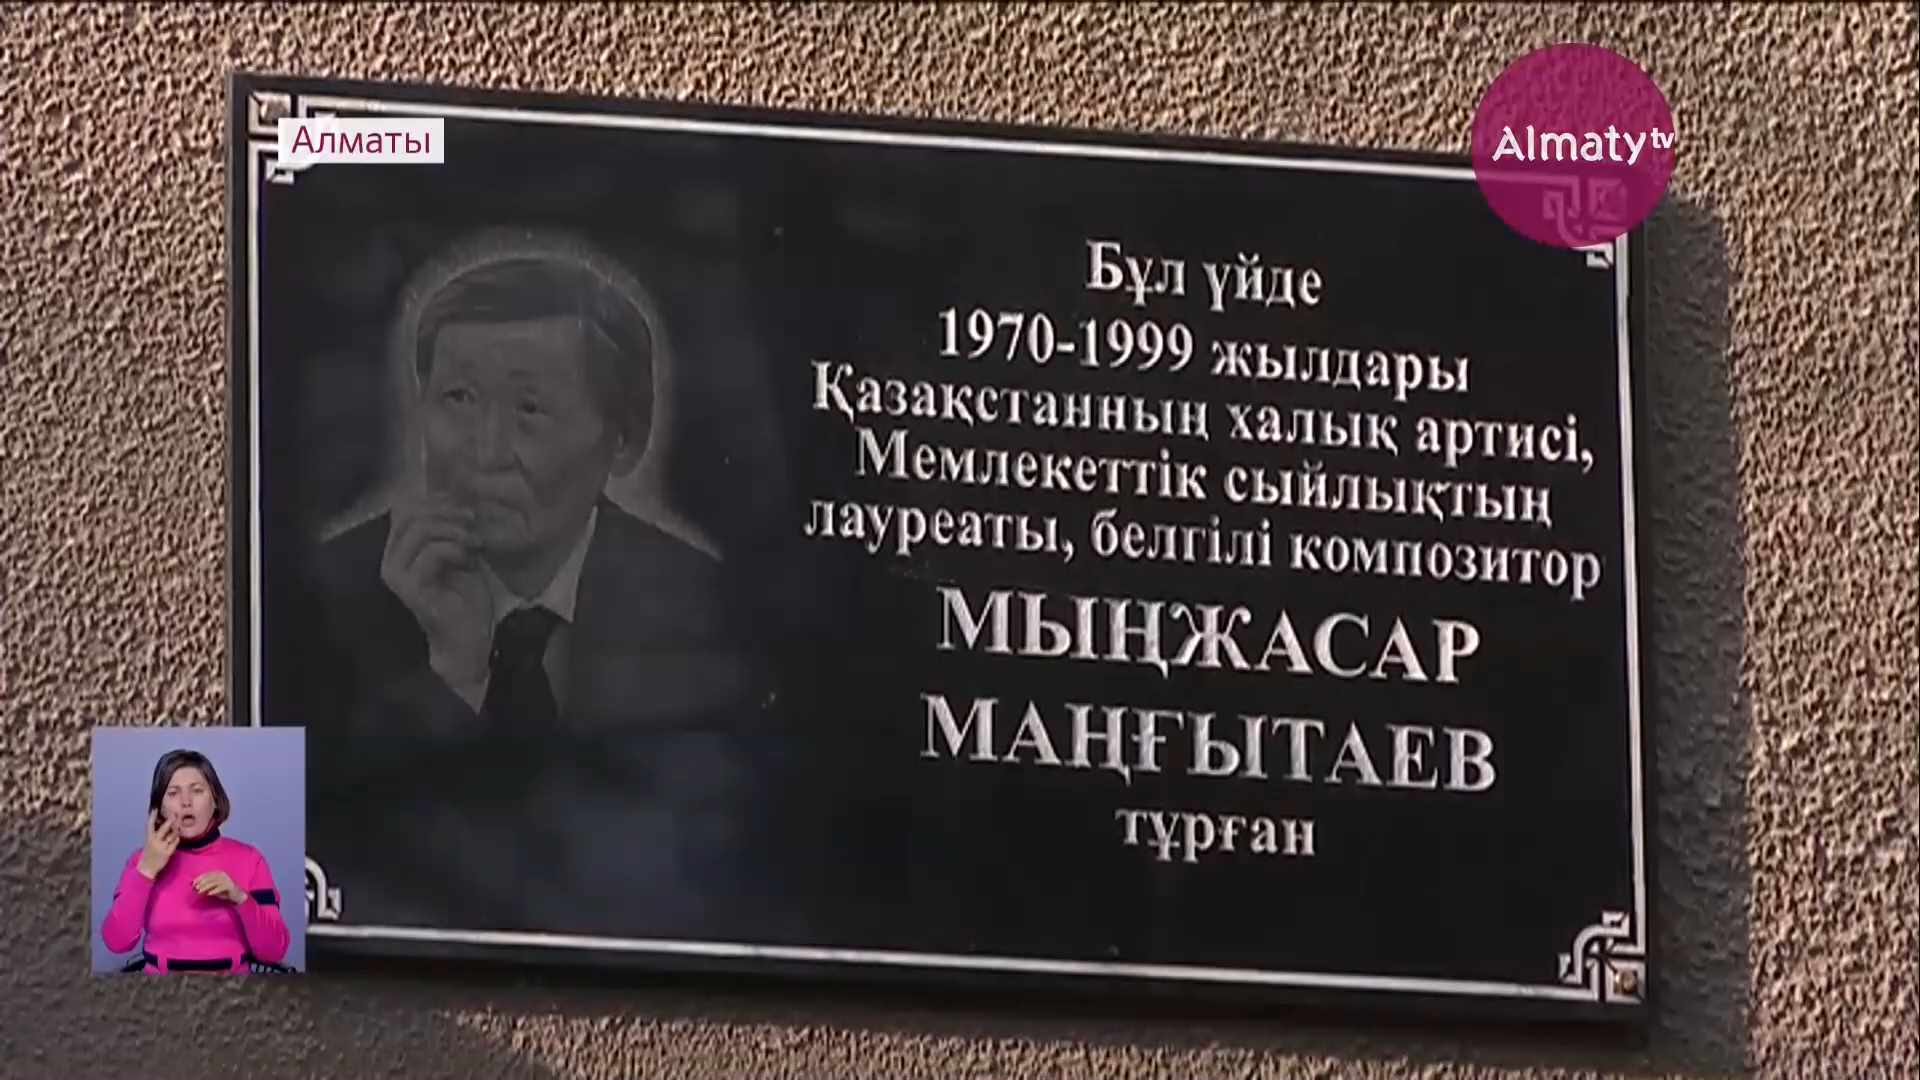 Алматы
Almaty tv
Бұл үйде
1970-1999 жылдары
Қазақстанның халық артисі,
Мемлекеттік сыйлықтың
лауреаты, белгілі композитор
МЫҢЖАСАР
МАҢҒЫТАЕВ
тұрған